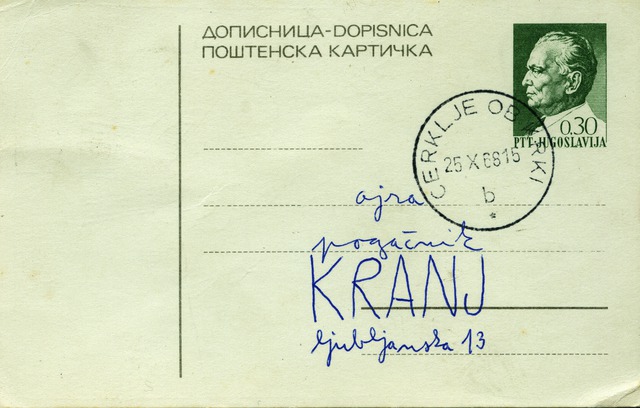 ДОПИСНИЦА-DOPISNICA
ПОШТЕНСКА КАРТИЧКА
0.30
PTT-JUGOSLAVIJA
CERKLJE OB KRKI
25 X 68 15
b
ajra
pogačnik
KRANJ
ljubljanska 13